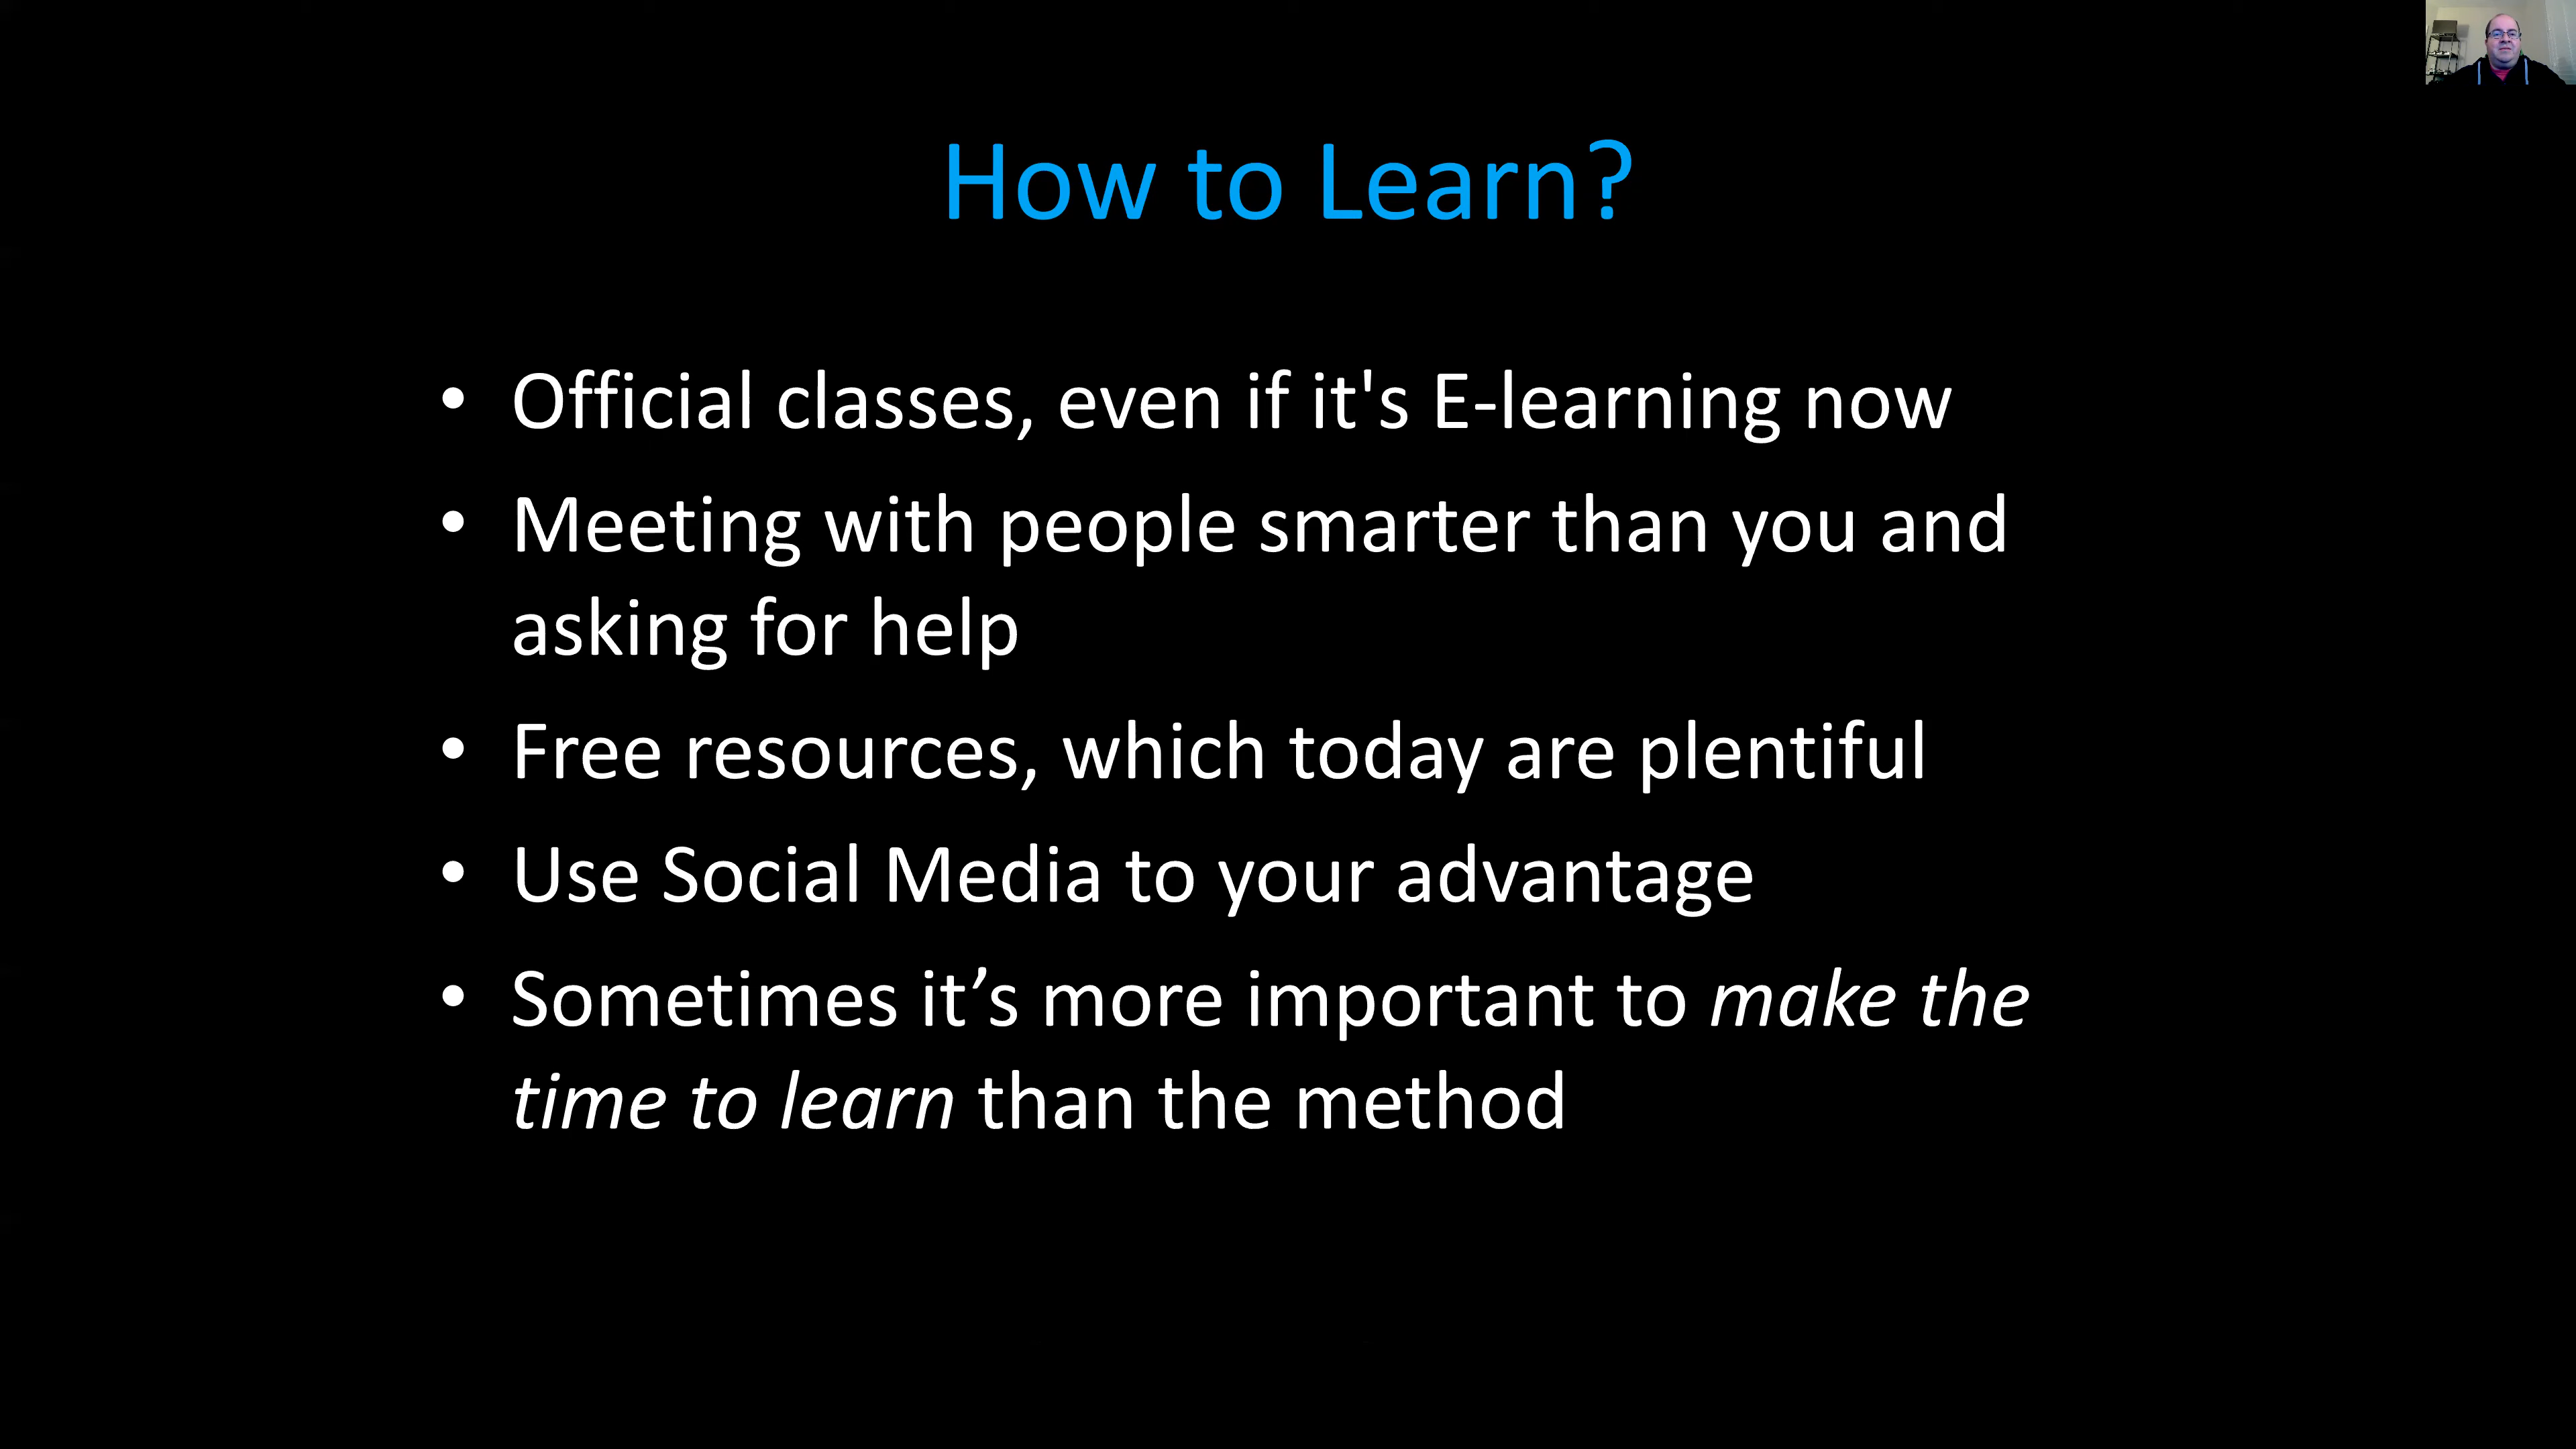 How to Learn?
• Official classes, even if it's E-learning now
• Meeting with people smarter than you and
asking for help
• Free resources, which today are plentiful
• Use Social Media to your advantage
• Sometimes it’s more important to make the
time to learn than the method